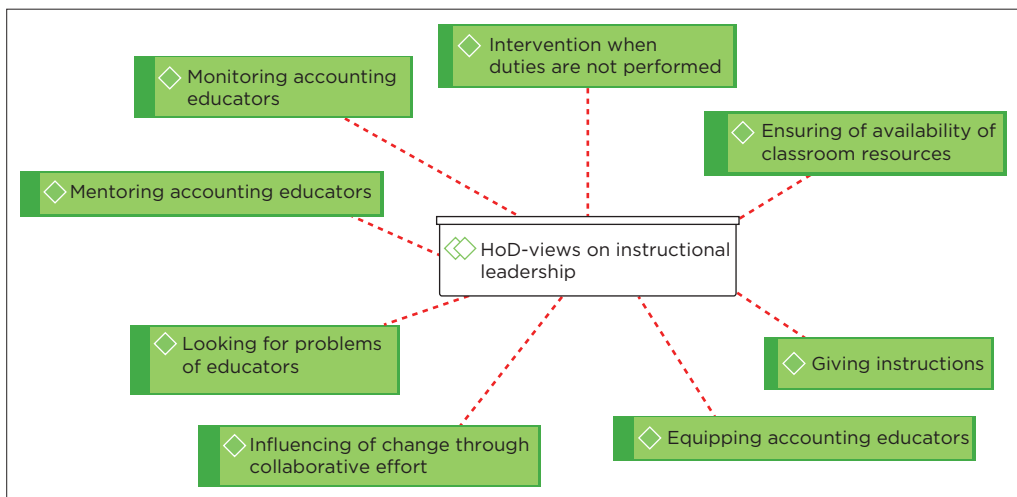 Intervention when
duties are not performed
Monitoring accounting
educators
Ensuring of availability of
classroom resources
Mentoring accounting educators
HoD-views on instructional
leadership
Looking for problems
of educators
Giving instructions
Influencing of change through
collaborative effort
Equipping accounting educators